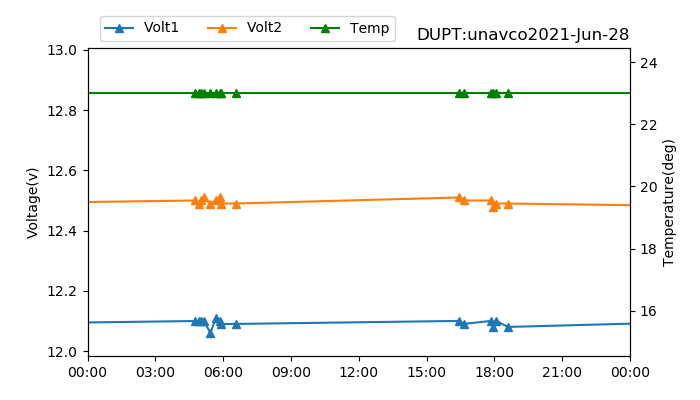 Volt1 Volt2 Temp
DUPT:unavco2021-Jun-28
13.0
12.8
12.6
12.4
12.2
12.0
Voltage(v)
24
22
20
18
16
Temperature(deg)
00:00 03:00 06:00 09:00 12:00 15:00 18:00 21:00 00:00